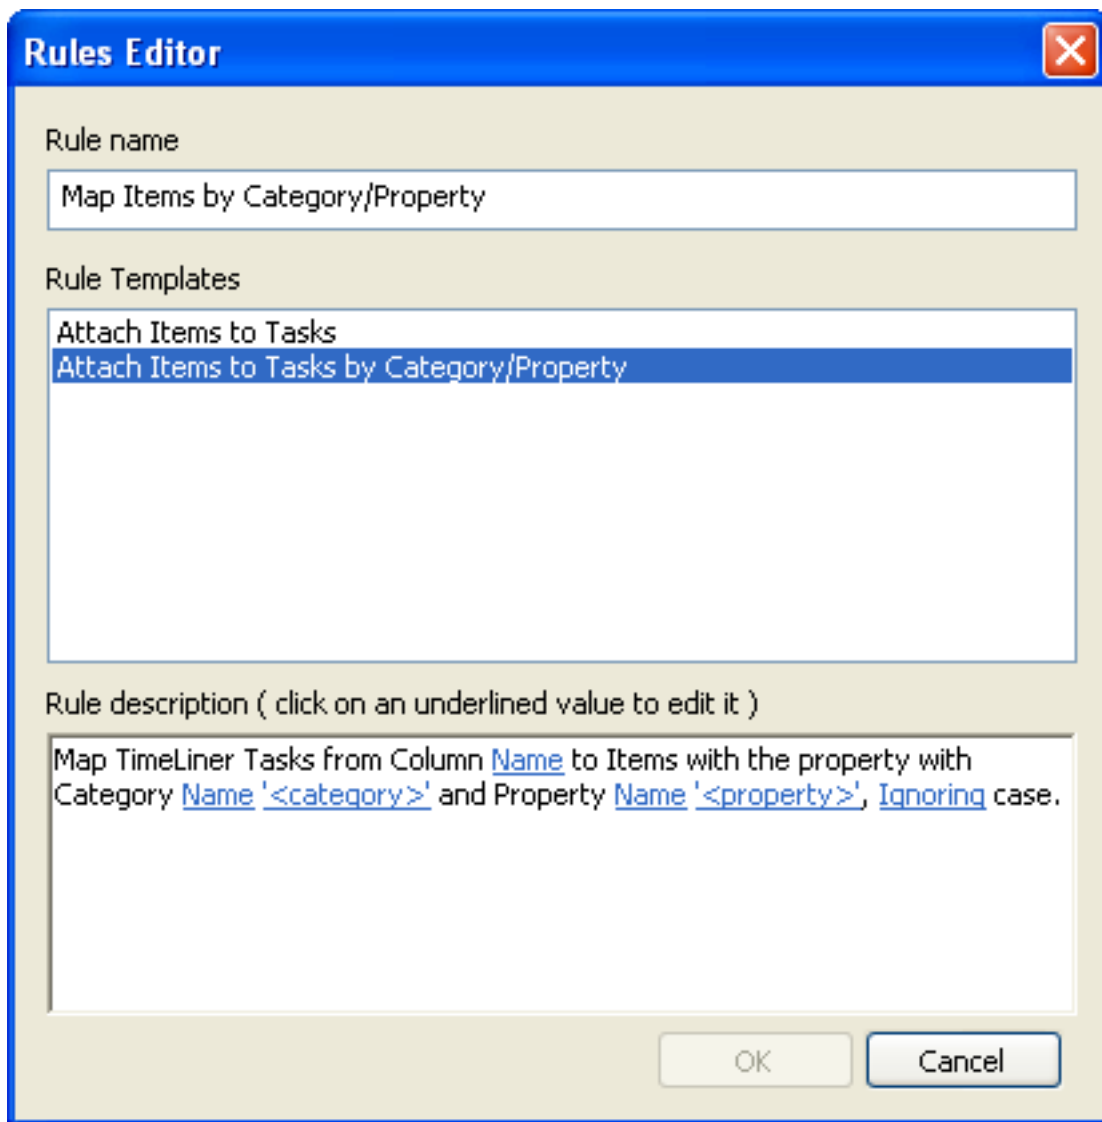 Rules Editor
Rule name
Map Items by Category/Property
Rule Templates
Attach Items to Tasks
Attach Items to Tasks by Category/Property
Rule description ( click on an underlined value to edit it )
Map TimeLiner Tasks from Column Name to Items with the property with
Category Name '<category>' and Property Name '<property>', Ignoring case.
OK Cancel